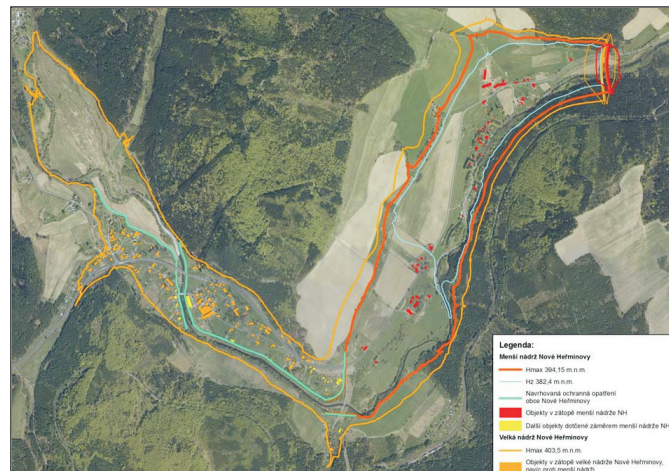 Legenda:
Menší nádrž Nové Heřminovy
Hmax 394,15 m.n.m.
Hz 382,4 m.n.m.
Navrhovaná ochranná opatření
obce Nové Heřminovy
Objekty v zátopě menší nádrže NH
Další objekty dotčené záměrem menší nádrže NH
Velká nádrž Nové Heřminovy
Hmax 403,5 m.n.m.
Objekty v zátopě velké nádrže Nové Heřminovy,
navíc proti menší nádrži